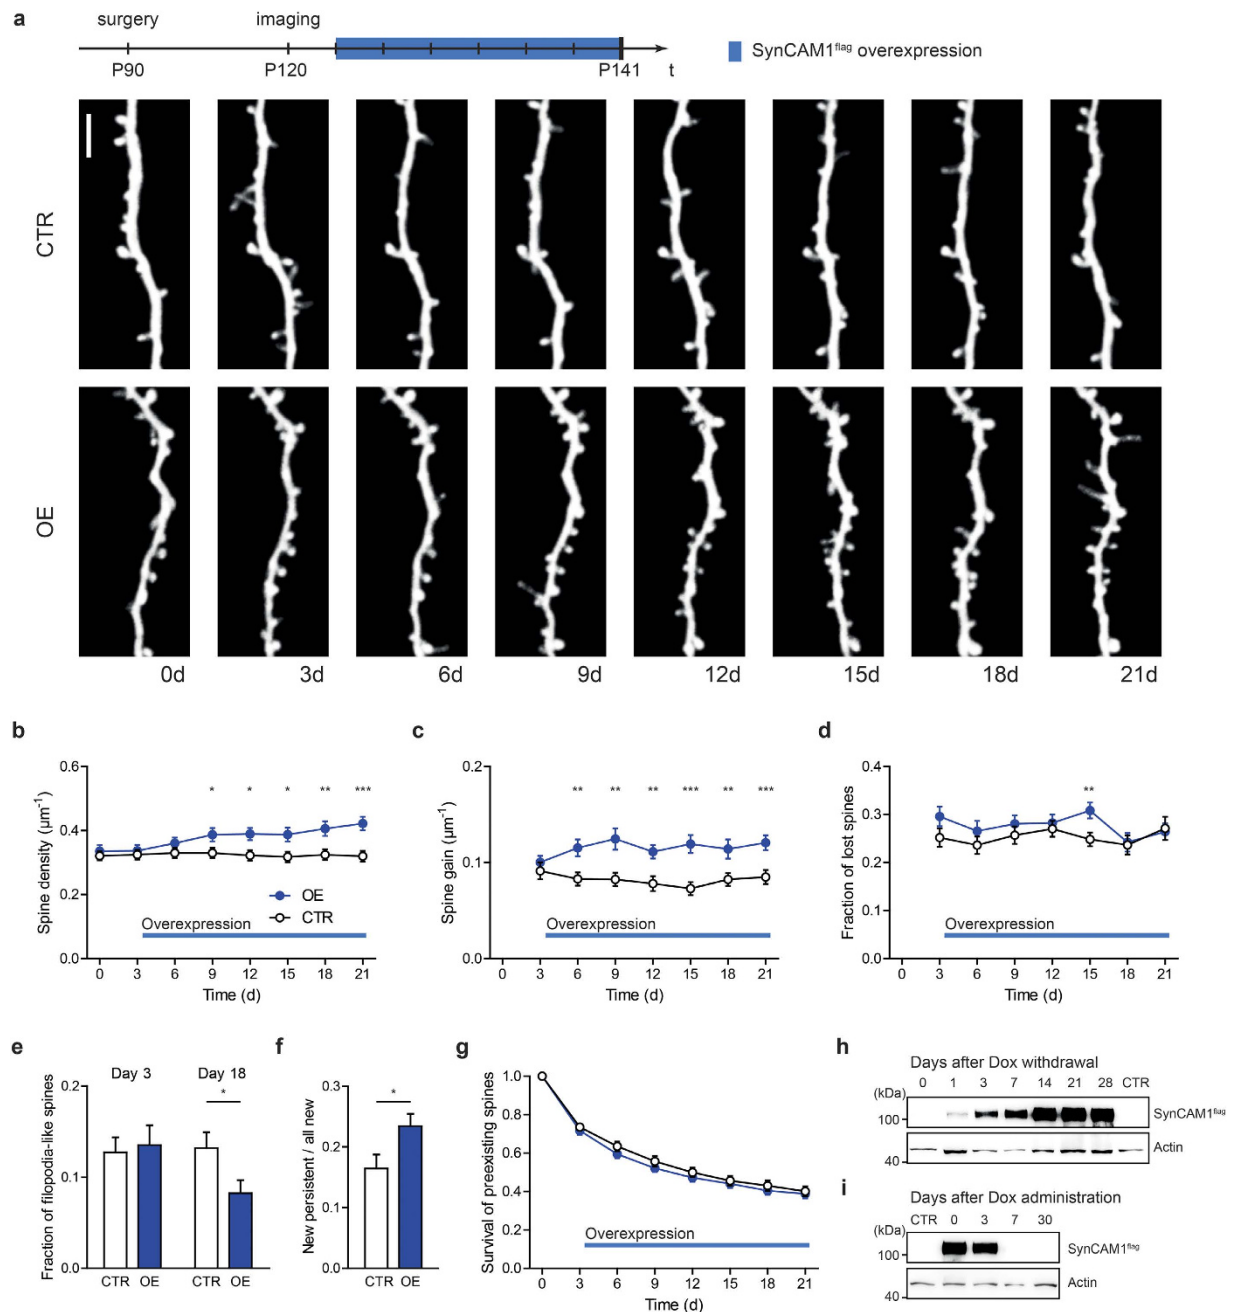 a
surgery imaging
P90 P120 P141 t
SynCAM1flag overexpression
CTR
OE
0d 3d 6d 9d 12d 15d 18d 21d
b
Spine density (µm⁻¹)
0.6
0.4
0.2
0.0
* * * ** ***
OE
CTR
Overexpression
0 3 6 9 12 15 18 21
Time (d)
c
Spine gain (µm⁻¹)
0.2
0.1
0.0
** ** ** *** ** ***
Overexpression
0 3 6 9 12 15 18 21
Time (d)
d
Fraction of lost spines
0.4
0.3
0.2
0.1
0.0
**
Overexpression
0 3 6 9 12 15 18 21
Time (d)
e
Fraction of filopodia-like spines
Day 3 Day 18
0.2
0.1
0.0
*
CTR OE CTR OE
f
New persistent / all new
0.3
0.2
0.1
0.0
*
CTR OE
g
Survival of preexisting spines
1.0
0.8
0.6
0.4
0.2
0.0
Overexpression
0 3 6 9 12 15 18 21
Time (d)
h
Days after Dox withdrawal
0 1 3 7 14 21 28 CTR
(kDa)
100
SynCAM1flag
40
Actin
i
Days after Dox administration
CTR 0 3 7 30
(kDa)
100
SynCAM1flag
40
Actin